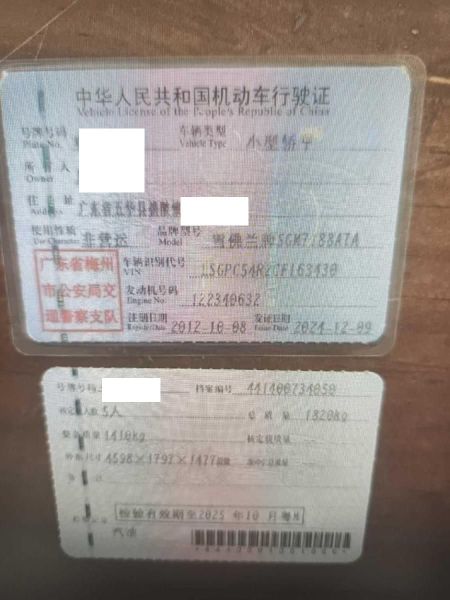 中华人民共和国机动车行驶证
Vehicle License of the People's Republic of China
号牌号码
Plate No.
车辆类型
Vehicle Type
小型轿车
所有人
Owner
住址
Address
广东省五华县
使用性质
Use Character
非营运
品牌型号
Model
雪佛兰牌SGM7188ATA
广东省梅州
市公安局交
通警察支队
车辆识别代号
VIN
发动机号码
Engine No.
122340632
注册日期
Register Date
2012-10-08
发证日期
Issue Date
2024-12-09
号牌号码
档案编号
441400734050
核定人数 5人
总质量 1820kg
整备质量 1410kg
核定载质量
外廓尺寸 4598×1797×1477mm
检验有效期至2025年10月粤M
汽油